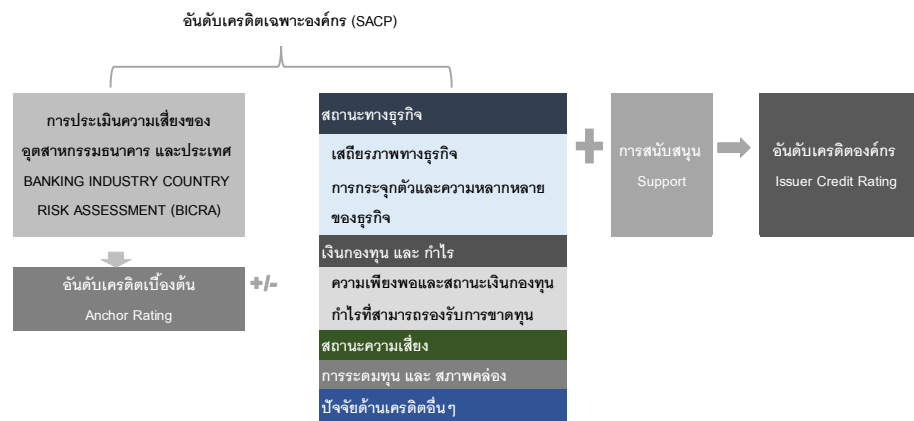 อันดับเครดิตเฉพาะองค์กร (SACP)
การประเมินความเสี่ยงของ
อุตสาหกรรมธนาคาร และประเทศ
BANKING INDUSTRY COUNTRY
RISK ASSESSMENT (BICRA)
อันดับเครดิตเบื้องต้น
Anchor Rating
+/-
สถานะทางธุรกิจ
เสถียรภาพทางธุรกิจ
การกระจุกตัวและความหลากหลาย
ของธุรกิจ
เงินกองทุน และ กำไร
ความเพียงพอและสถานะเงินกองทุน
กำไรที่สามารถรองรับการขาดทุน
สถานะความเสี่ยง
การระดมทุน และ สภาพคล่อง
ปัจจัยด้านเครดิตอื่นๆ
การสนับสนุน
Support
อันดับเครดิตองค์กร
Issuer Credit Rating